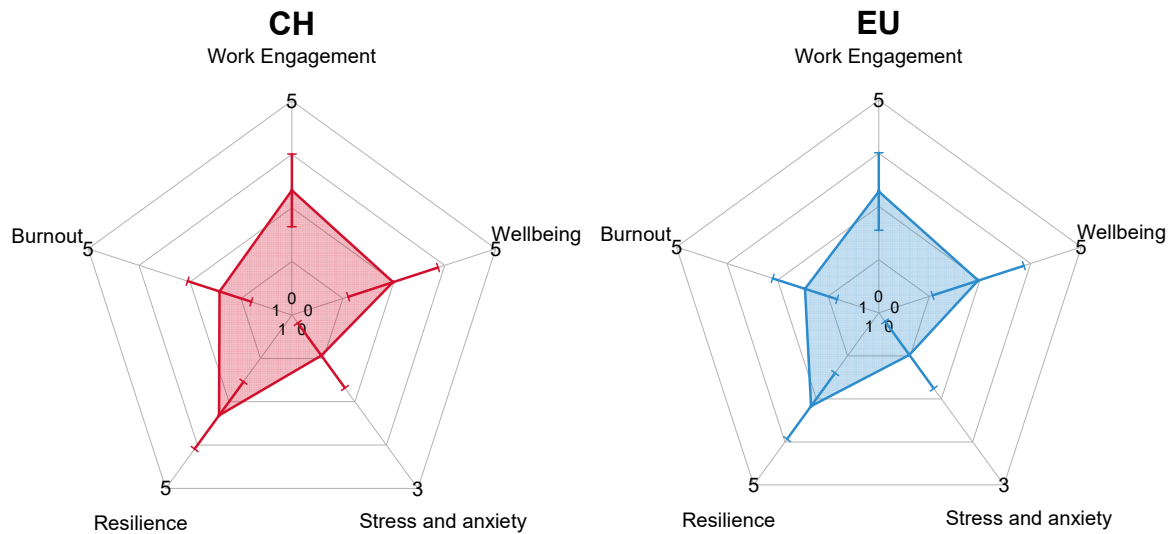 CH
Work Engagement
5
Burnout
5
Wellbeing
5
0
1
0
1
0
5
3
Resilience
Stress and anxiety
EU
Work Engagement
5
Burnout
5
Wellbeing
5
0
1
0
1
0
5
3
Resilience
Stress and anxiety